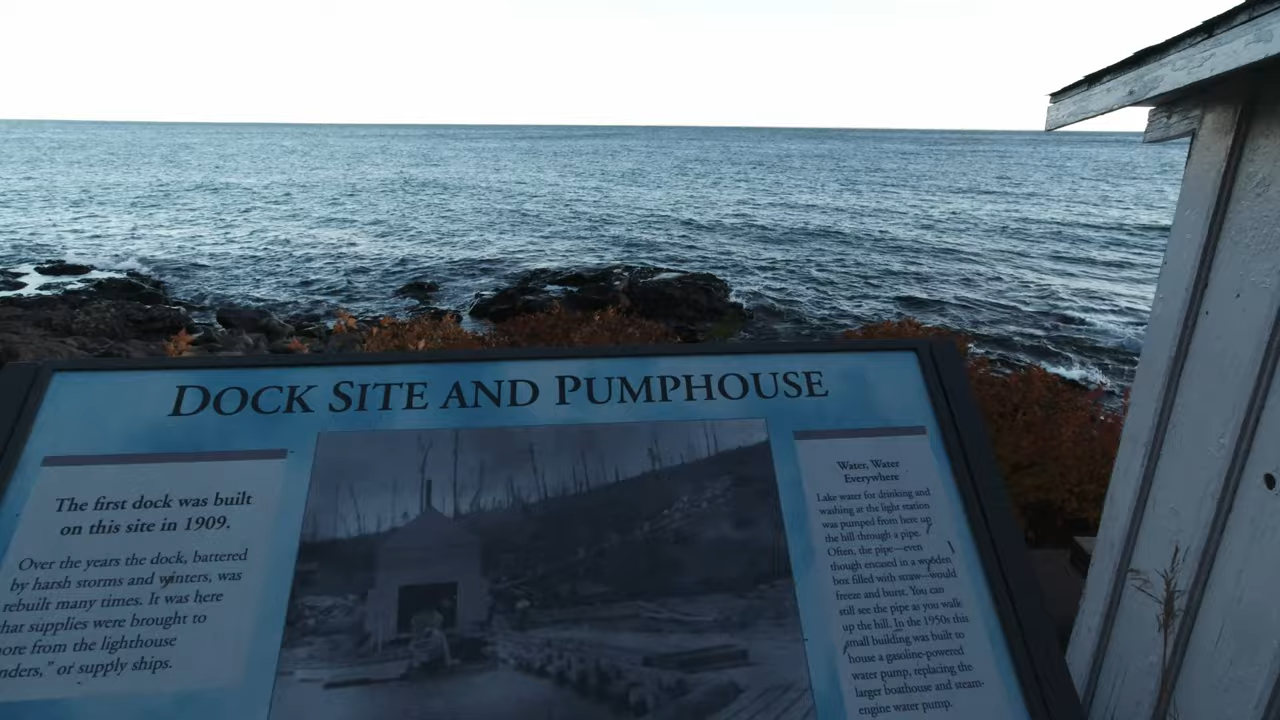 DOCK SITE AND PUMPHOUSE
The first dock was built
on this site in 1909.
Over the years the dock, battered
by harsh storms and winters, was
rebuilt many times. It was here
that supplies were brought to
from the lighthouse
or supply ships.
Water, Water
Everywhere
Lake water for drinking and
washing at the light station
was pumped from here up
the hill through a pipe.
Often, the pipe—even
though encased in a wooden
box filled with straw—would
freeze and burst. You can
still see the pipe as you walk
up the hill. In the 1950s this
small building was built to
house a gasoline-powered
water pump, replacing the
larger boathouse and steam-
engine water pump.